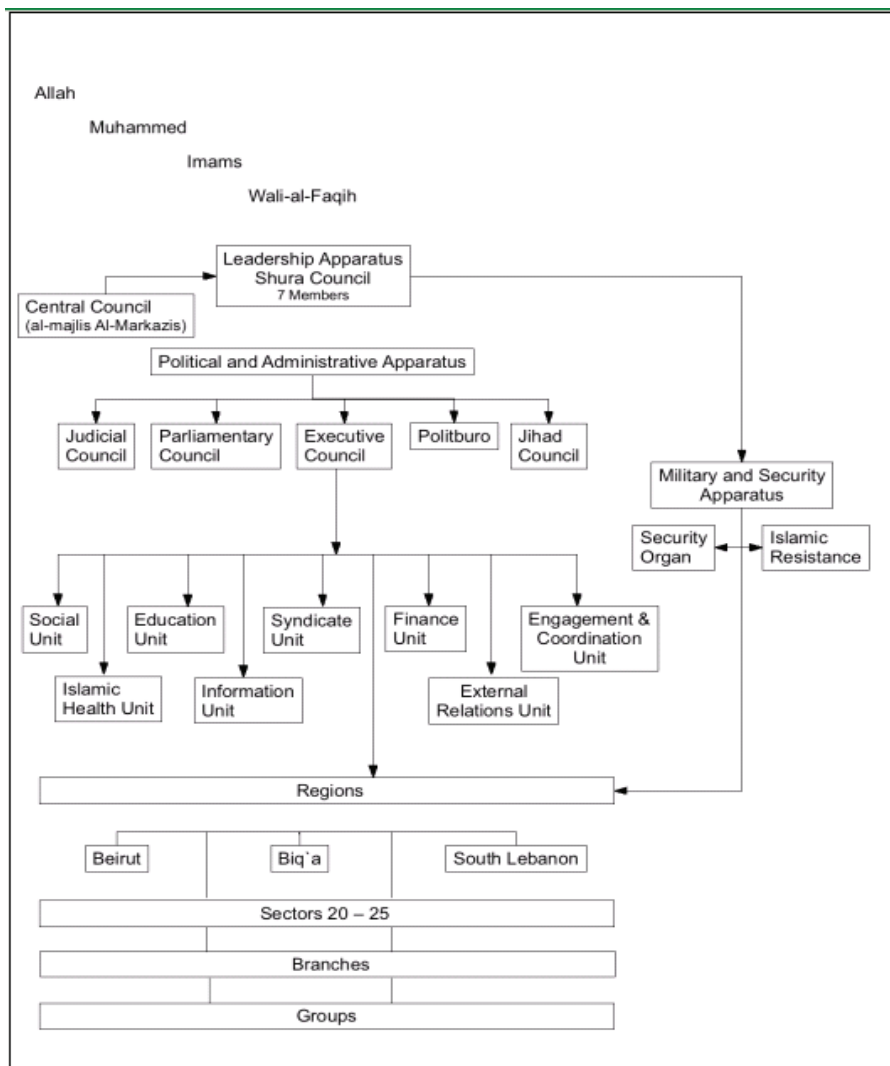 Allah
Muhammed
Imams
Wali-al-Faqih
Leadership Apparatus
Shura Council
7 Members
Central Council
(al-majlis Al-Markazis)
Political and Administrative Apparatus
Judicial
Council
Parliamentary
Council
Executive
Council
Politburo
Jihad
Council
Military and Security
Apparatus
Security
Organ
Islamic
Resistance
Social
Unit
Education
Unit
Syndicate
Unit
Finance
Unit
Engagement &
Coordination
Unit
Islamic
Health Unit
Information
Unit
External
Relations Unit
Regions
Beirut
Biq`a
South Lebanon
Sectors 20 – 25
Branches
Groups